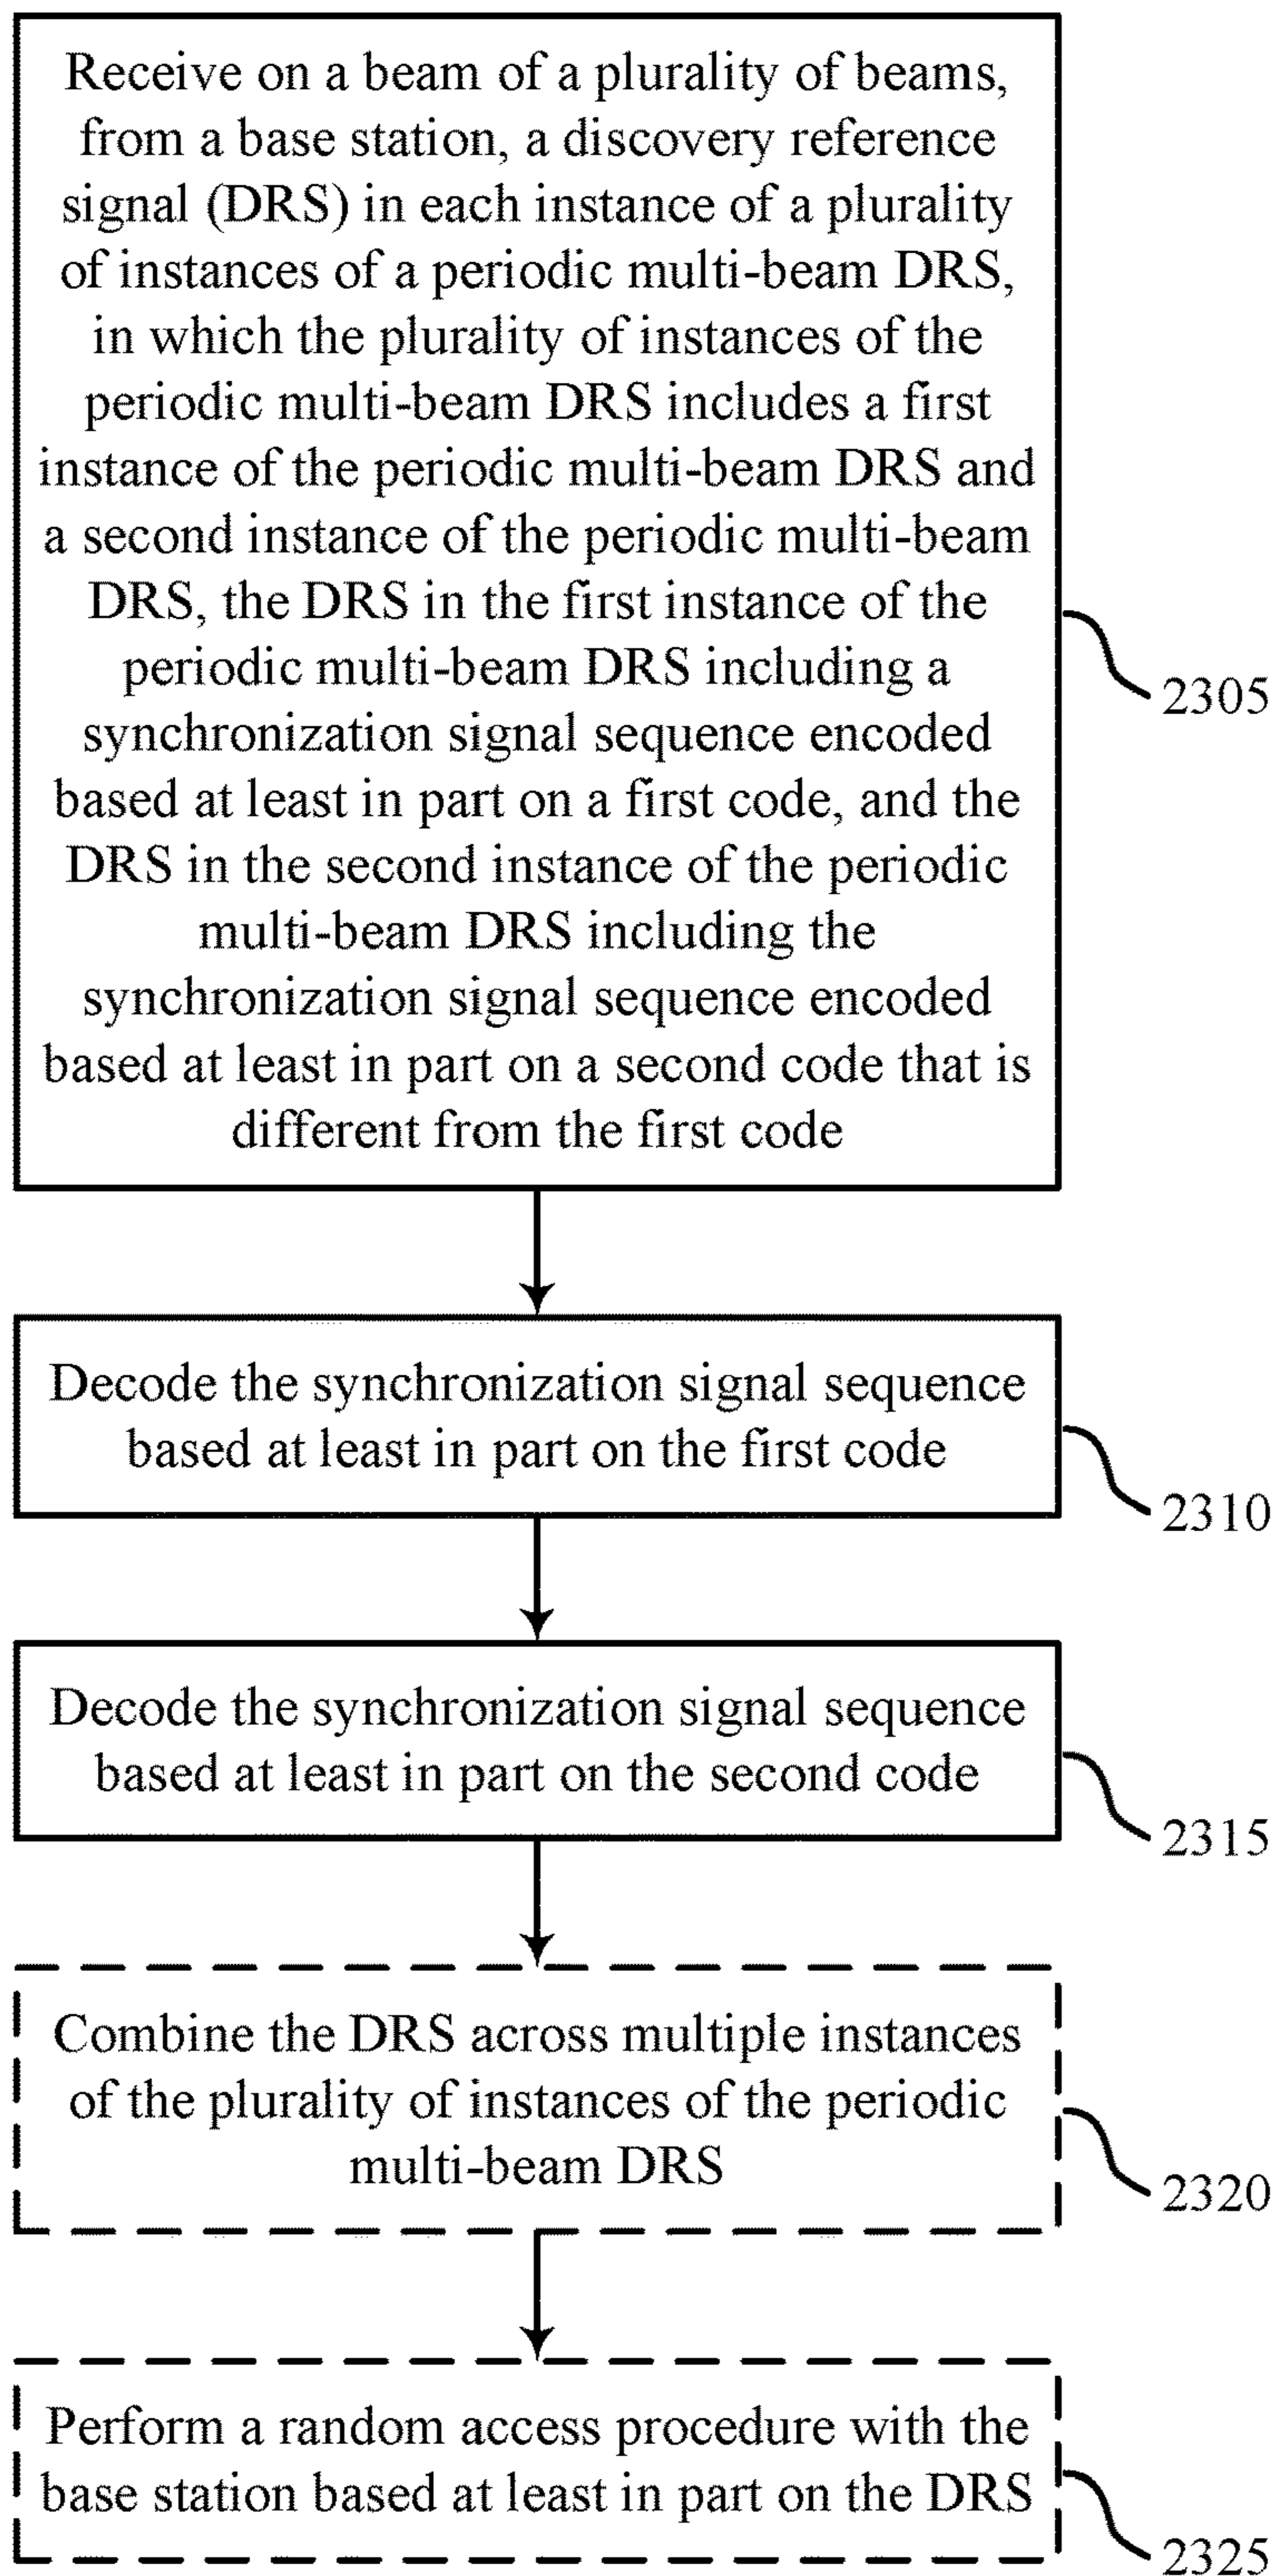 Receive on a beam of a plurality of beams,
from a base station, a discovery reference
signal (DRS) in each instance of a plurality
of instances of a periodic multi-beam DRS,
in which the plurality of instances of the
periodic multi-beam DRS includes a first
instance of the periodic multi-beam DRS and
a second instance of the periodic multi-beam
DRS, the DRS in the first instance of the
periodic multi-beam DRS including a
synchronization signal sequence encoded
based at least in part on a first code, and the
DRS in the second instance of the periodic
multi-beam DRS including the
synchronization signal sequence encoded
based at least in part on a second code that is
different from the first code
2305
Decode the synchronization signal sequence
based at least in part on the first code
2310
Decode the synchronization signal sequence
based at least in part on the second code
2315
Combine the DRS across multiple instances
of the plurality of instances of the periodic
multi-beam DRS
2320
Perform a random access procedure with the
base station based at least in part on the DRS
2325